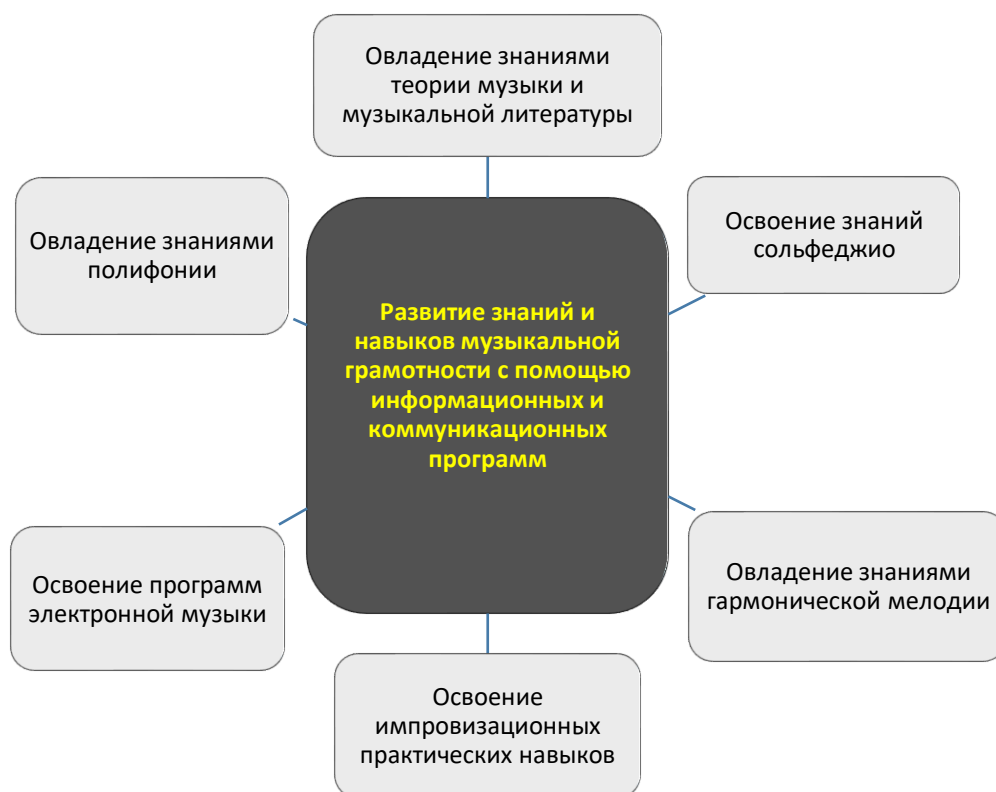 Овладение знаниями
теории музыки и
музыкальной литературы
Овладение знаниями
полифонии
Освоение знаний
сольфеджио
Развитие знаний и
навыков музыкальной
грамотности с помощью
информационных и
коммуникационных
программ
Освоение программ
электронной музыки
Овладение знаниями
гармонической мелодии
Освоение
импровизационных
практических навыков